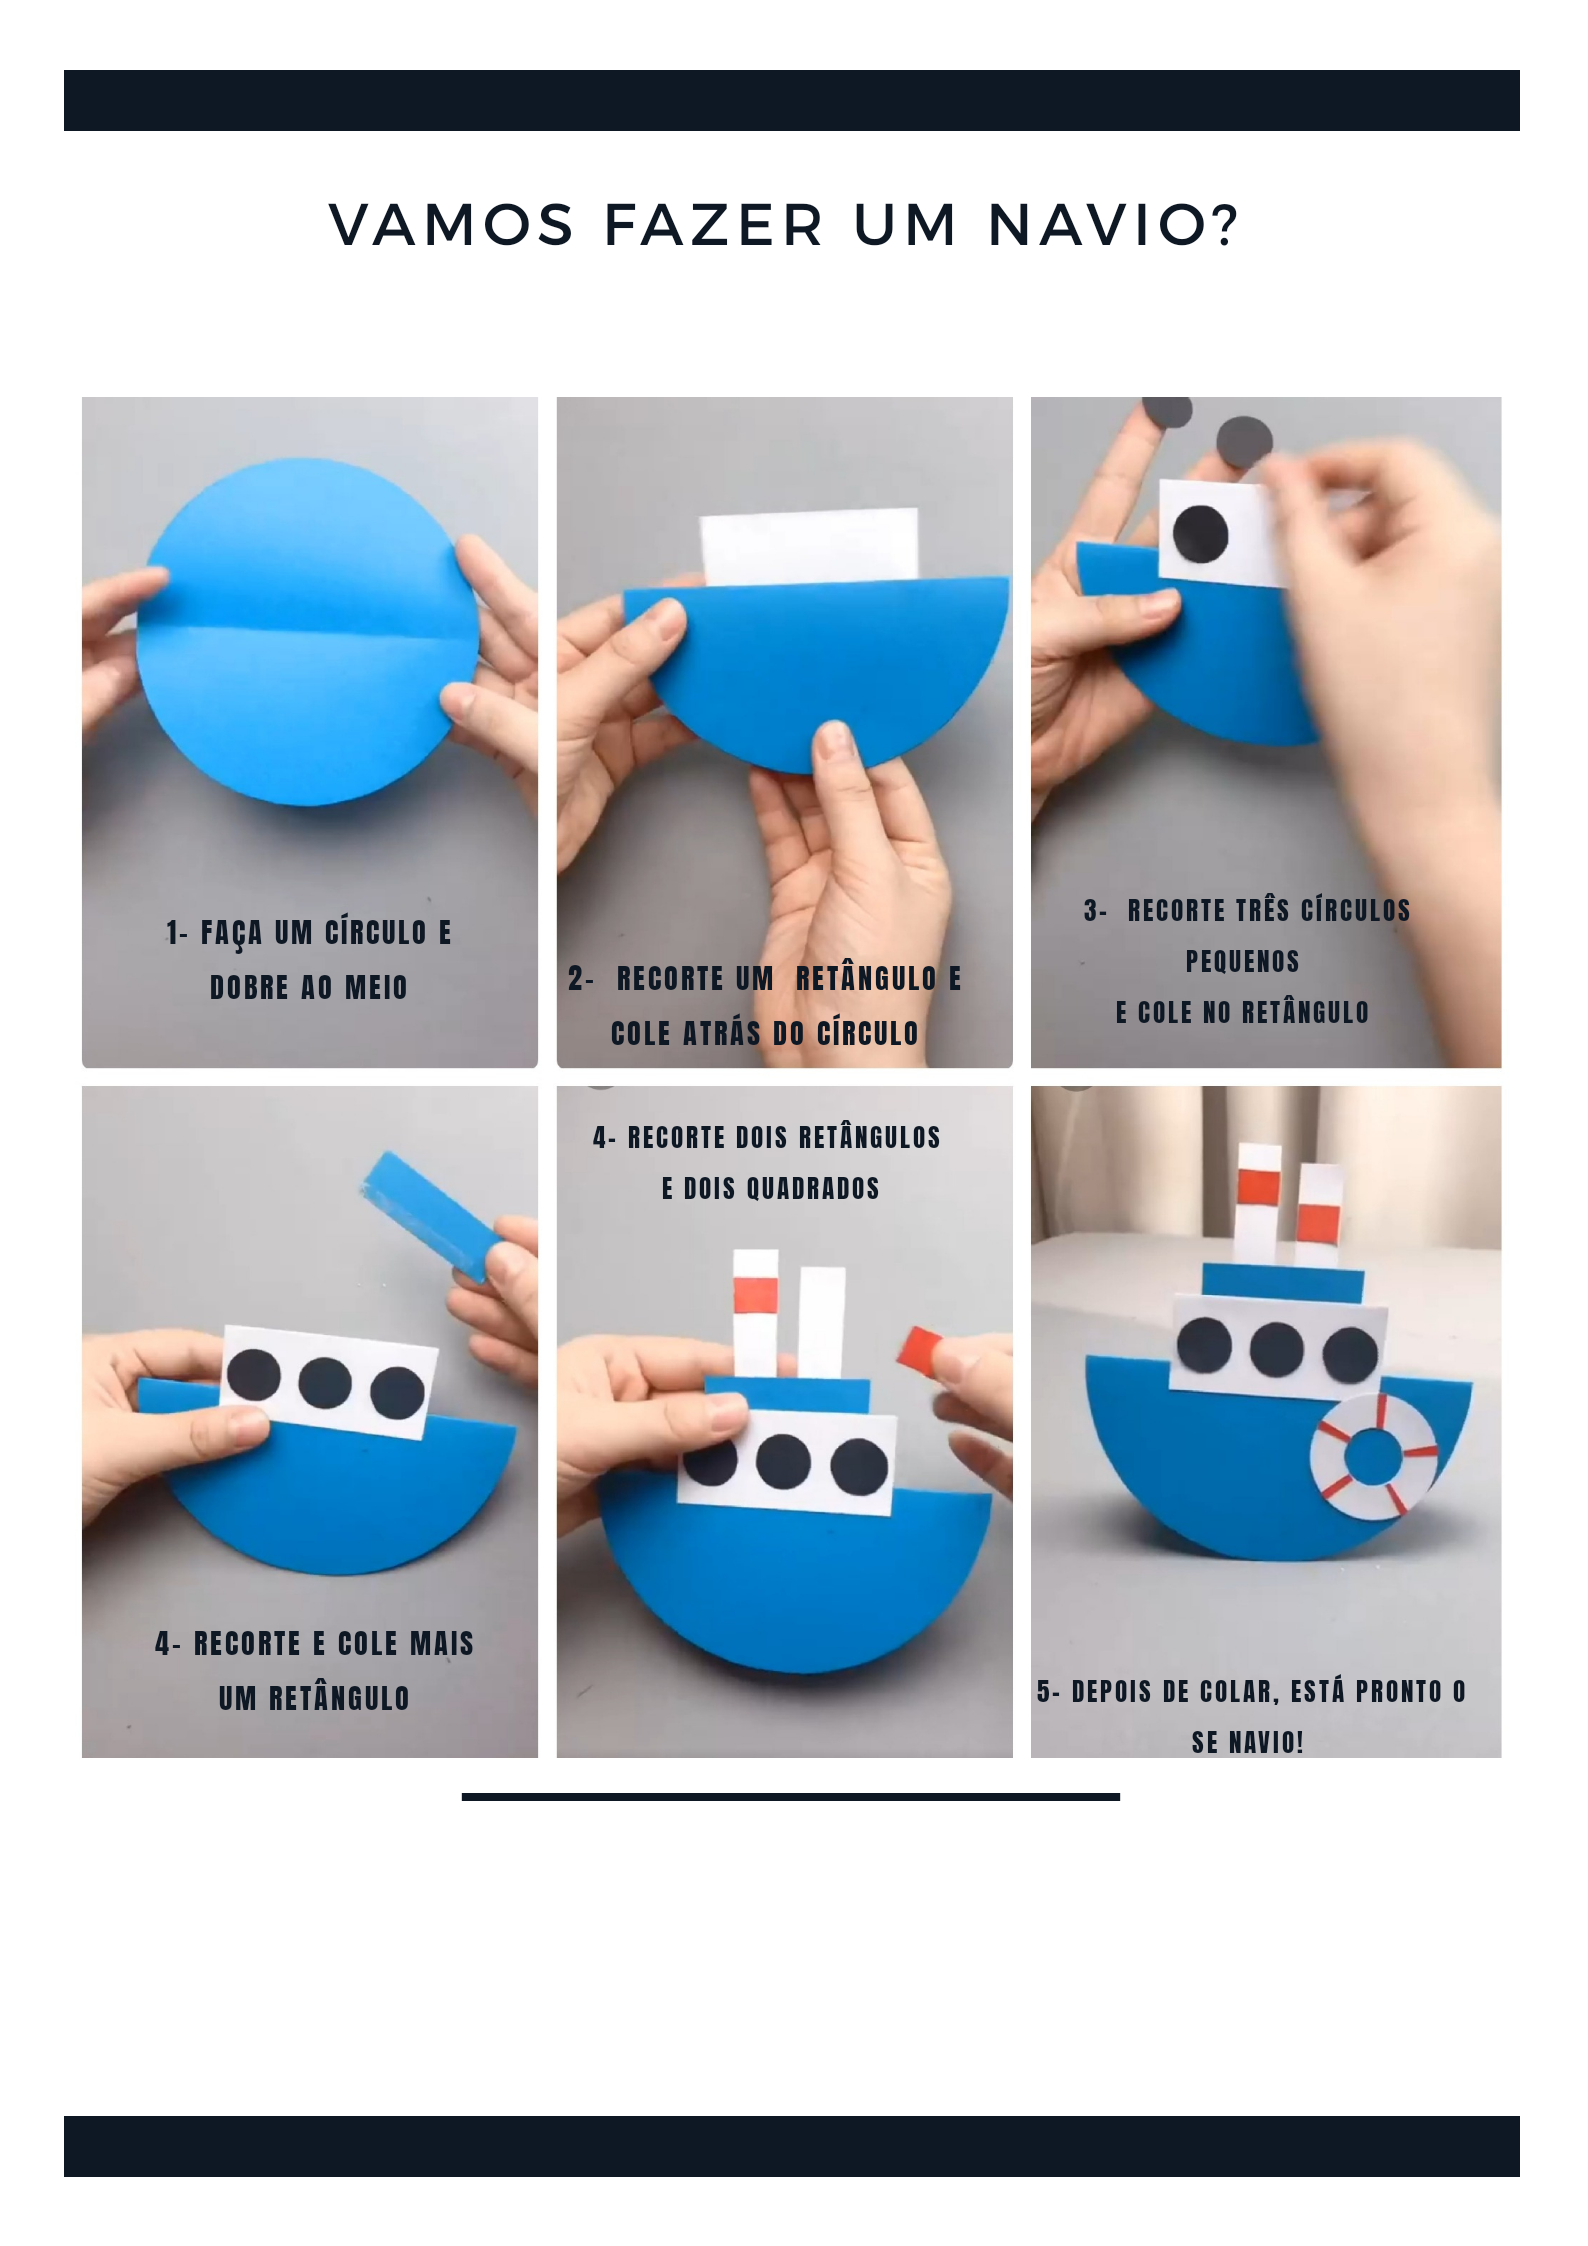 VAMOS FAZER UM NAVIO?
1- FAÇA UM CÍRCULO E
DOBRE AO MEIO
2- RECORTE UM RETÂNGULO E
COLE ATRÁS DO CÍRCULO
3- RECORTE TRÊS CÍRCULOS
PEQUENOS
E COLE NO RETÂNGULO
4- RECORTE E COLE MAIS
UM RETÂNGULO
4- RECORTE DOIS RETÂNGULOS
E DOIS QUADRADOS
5- DEPOIS DE COLAR, ESTÁ PRONTO O
SE NAVIO!